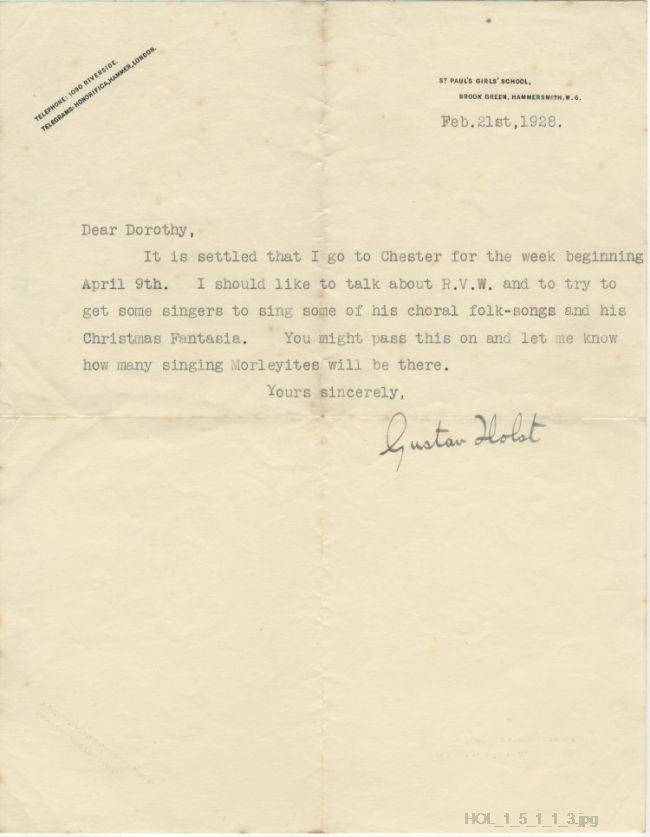 TELEPHONE: 1090 RIVERSIDE.
TELEGRAMS: HONORIFICA, HAMMER, LONDON.
ST PAUL'S GIRLS' SCHOOL,
BROOK GREEN, HAMMERSMITH, W.6.
Feb.21st,1928.
Dear Dorothy,
It is settled that I go to Chester for the week beginning
April 9th. I should like to talk about R.V.W. and to try to
get some singers to sing some of his choral folk-songs and his
Christmas Fantasia. You might pass this on and let me know
how many singing Morleyites will be there.
Yours sincerely,
Gustav Holst
HOL_1_5_1_1_3.jpg